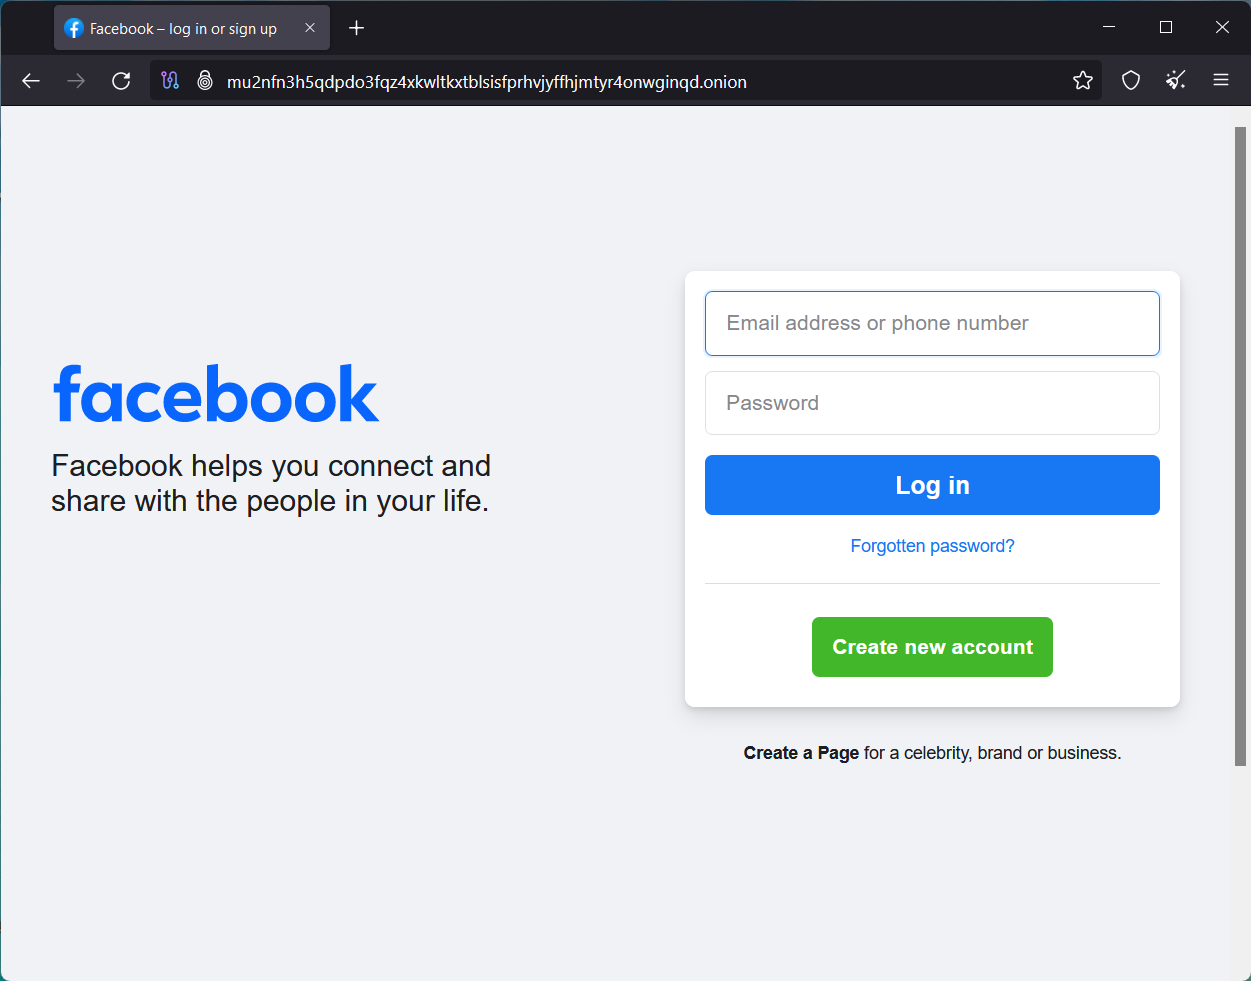 Facebook – log in or sign up
mu2nfn3h5qdpdo3fqz4xkwltkxtblsisfprhvjyffhjmtyr4onwginqd.onion
facebook
Facebook helps you connect and
share with the people in your life.
Email address or phone number
Password
Log in
Forgotten password?
Create new account
Create a Page for a celebrity, brand or business.